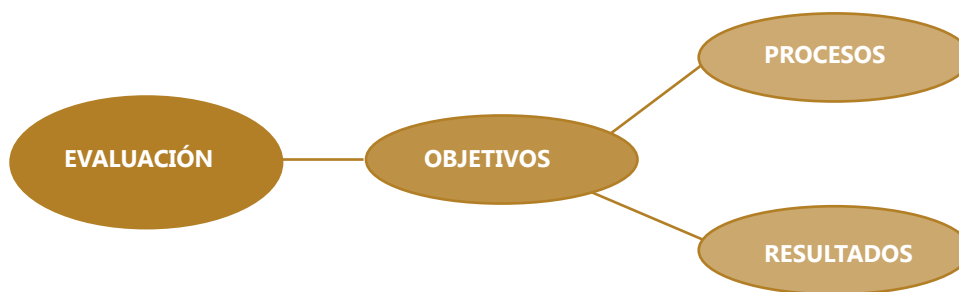 PROCESOS
EVALUACIÓN
OBJETIVOS
RESULTADOS